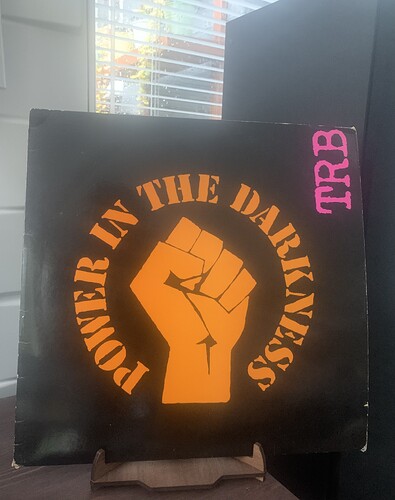 TRB
POWER IN THE DARKNESS